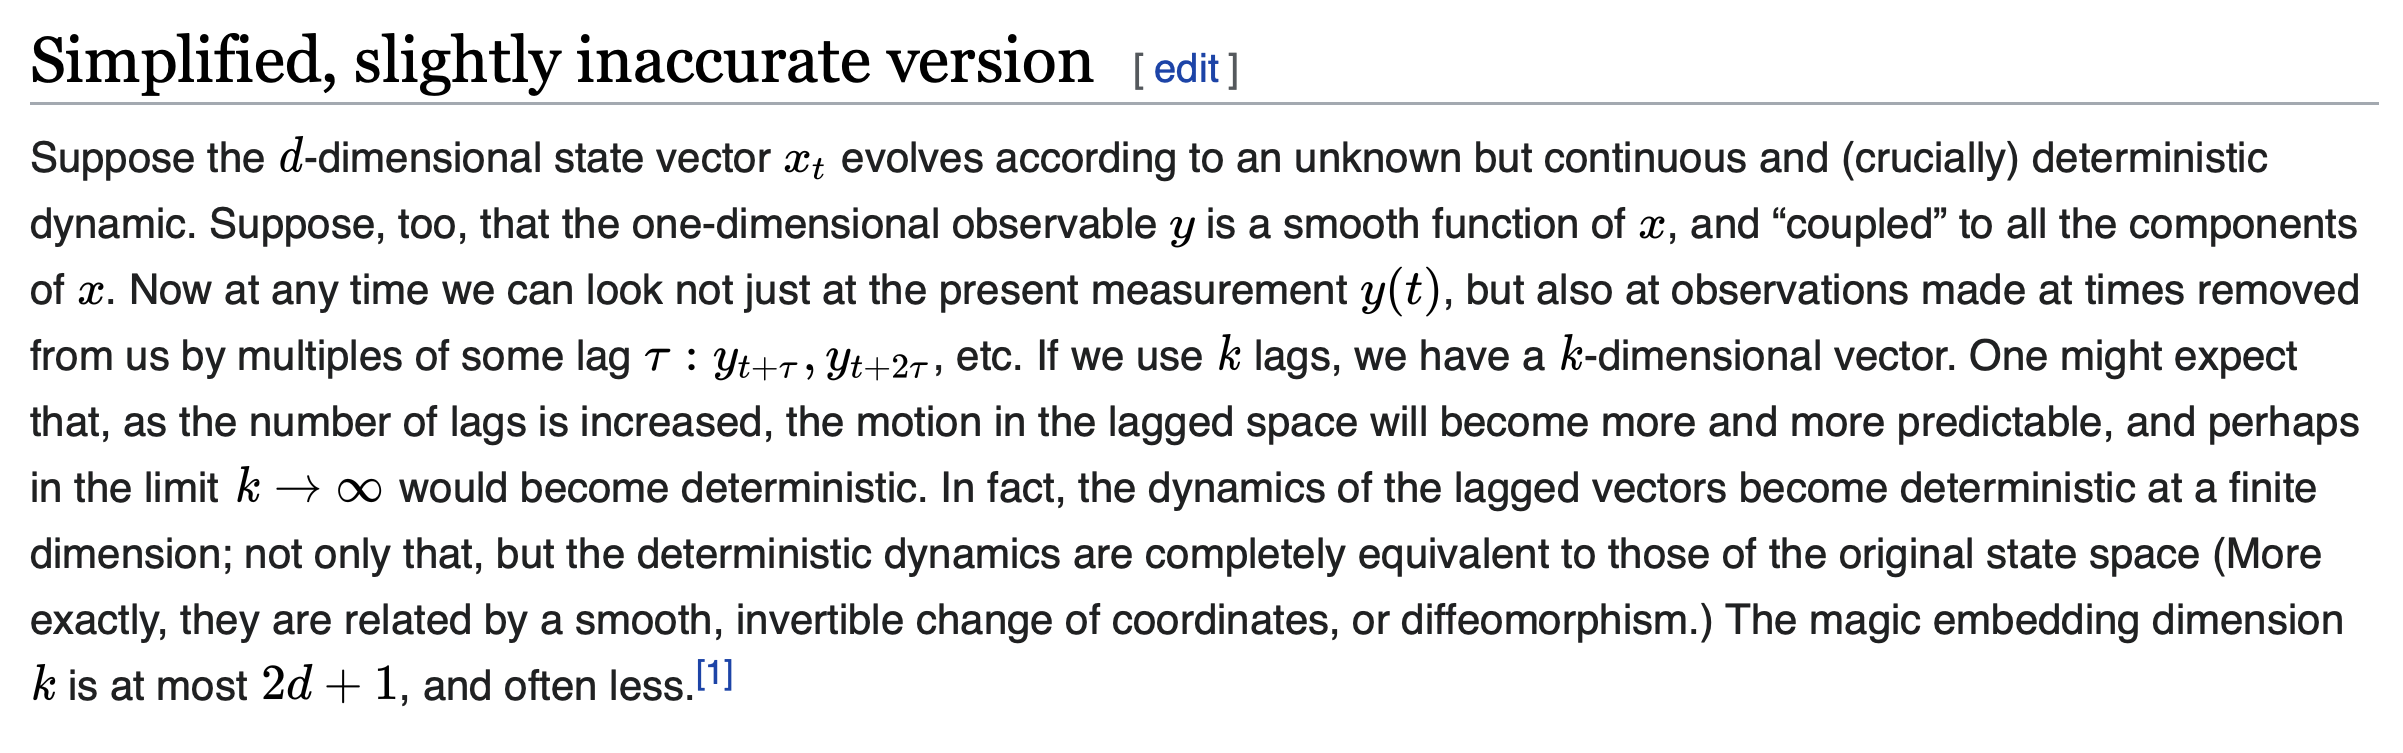 Simplified, slightly inaccurate version [ edit ]
Suppose the d-dimensional state vector xₜ evolves according to an unknown but continuous and (crucially) deterministic
dynamic. Suppose, too, that the one-dimensional observable y is a smooth function of x, and “coupled” to all the components
of x. Now at any time we can look not just at the present measurement y(t), but also at observations made at times removed
from us by multiples of some lag τ : y_{t+τ}, y_{t+2τ}, etc. If we use k lags, we have a k-dimensional vector. One might expect
that, as the number of lags is increased, the motion in the lagged space will become more and more predictable, and perhaps
in the limit k → ∞ would become deterministic. In fact, the dynamics of the lagged vectors become deterministic at a finite
dimension; not only that, but the deterministic dynamics are completely equivalent to those of the original state space (More
exactly, they are related by a smooth, invertible change of coordinates, or diffeomorphism.) The magic embedding dimension
k is at most 2d + 1, and often less.[1]